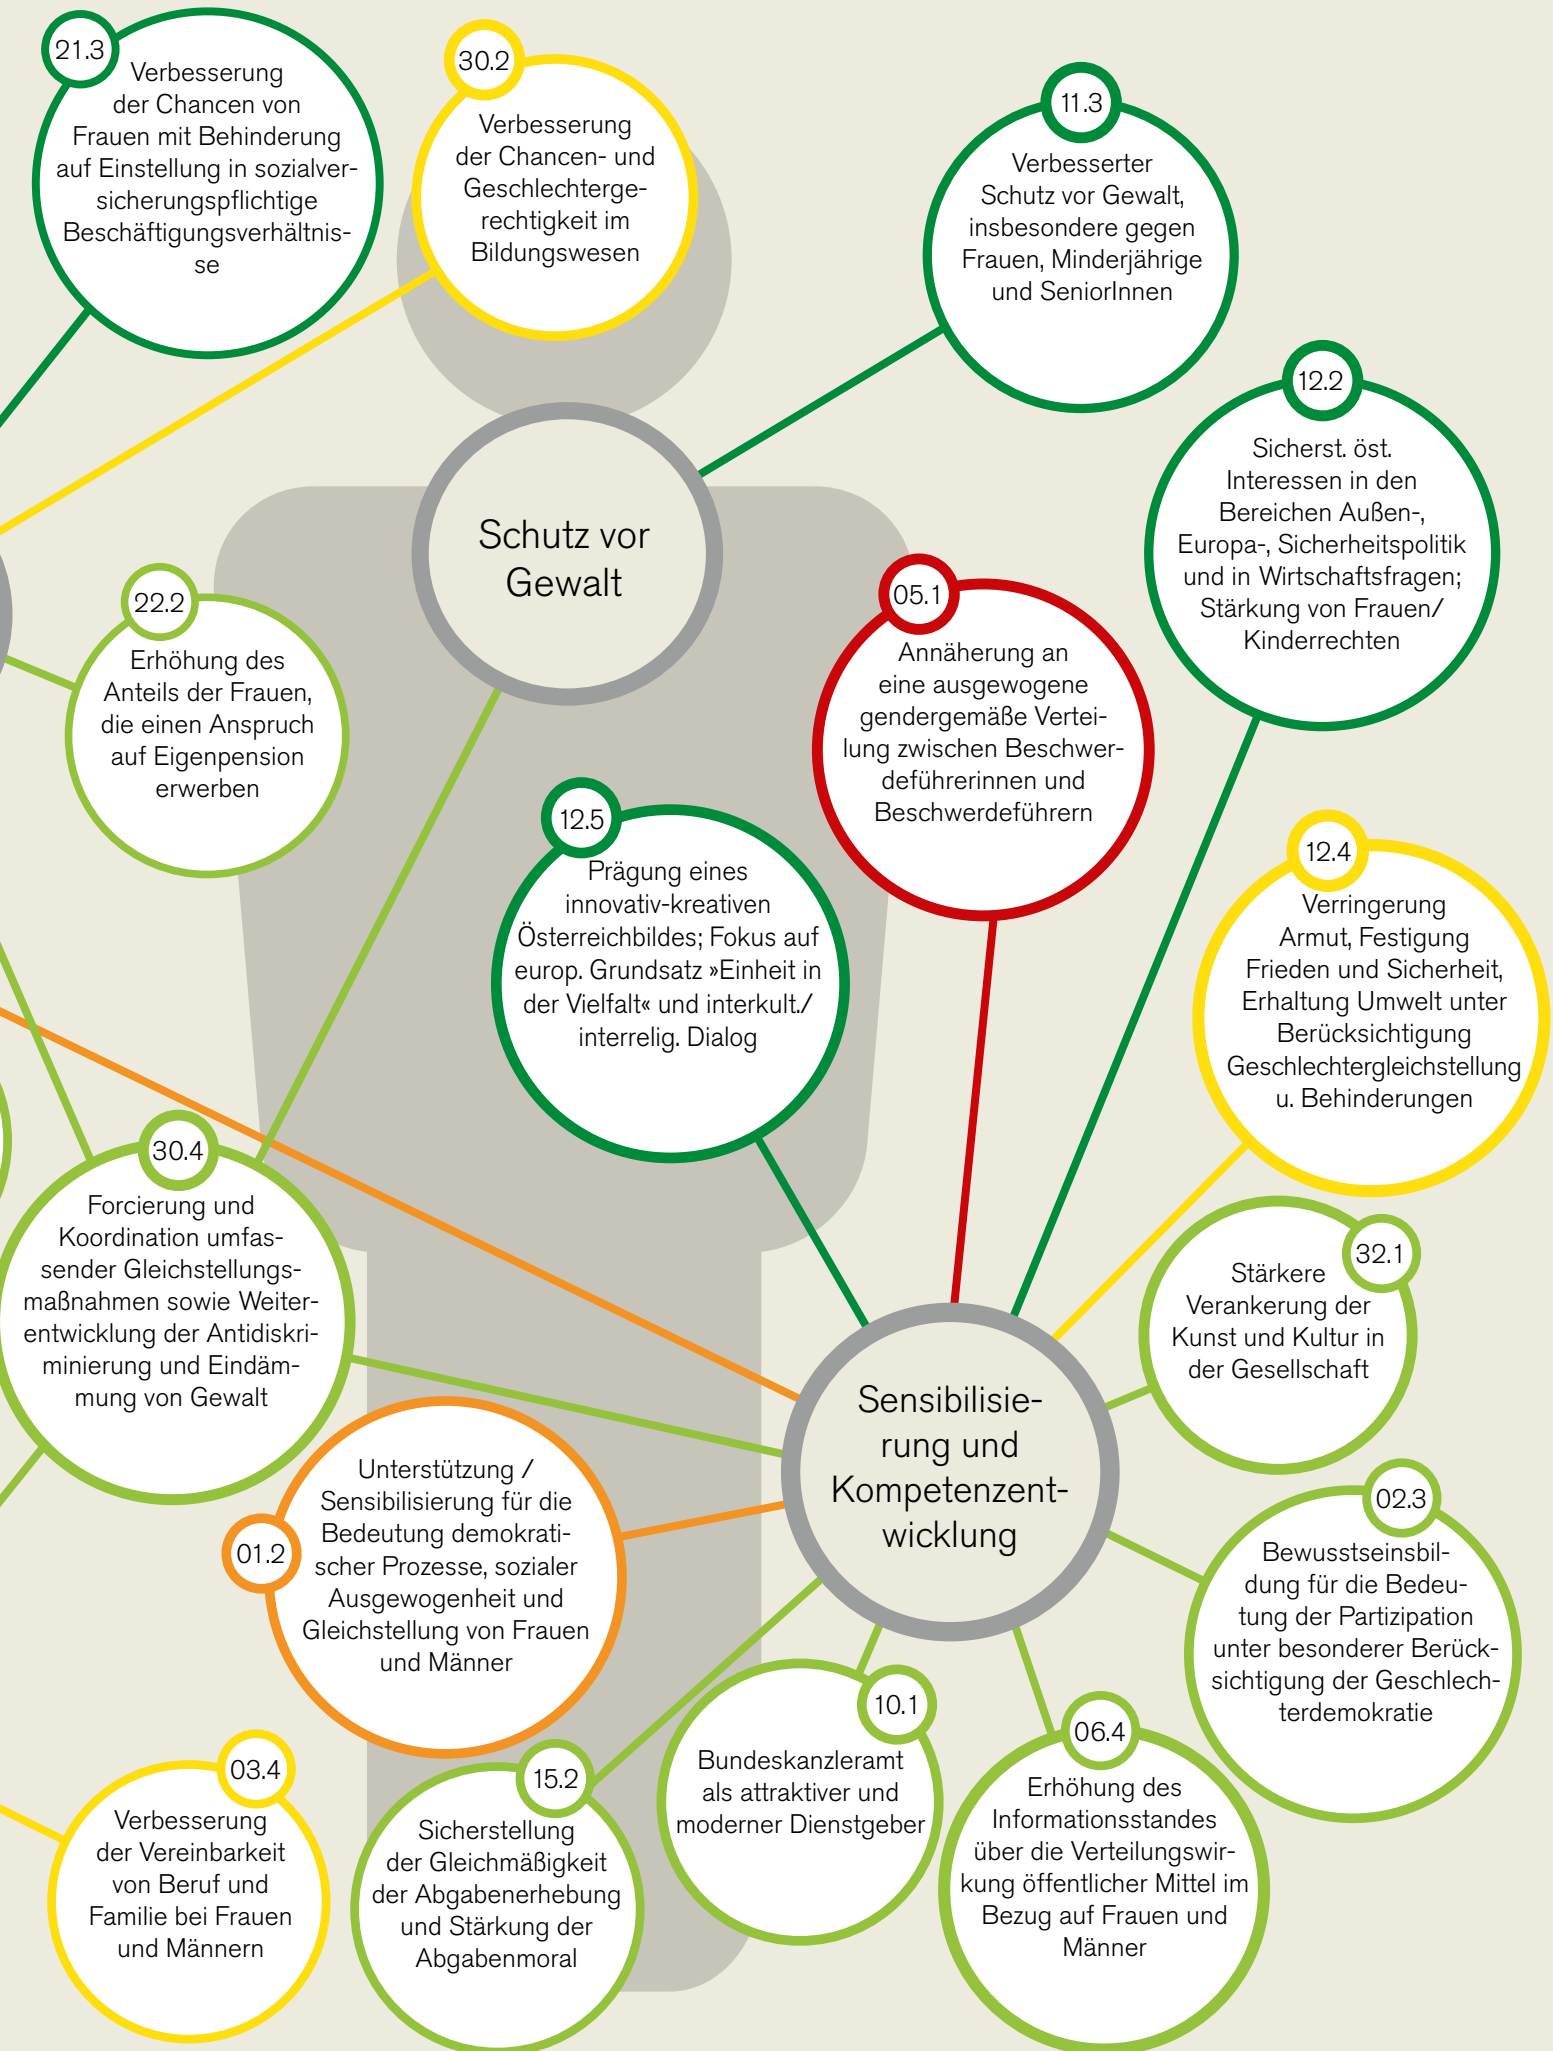 21.3
Verbesserung
der Chancen von
Frauen mit Behinderung
auf Einstellung in sozialver-
sicherungspflichtige
Beschäftigungsverhältnis-
se
30.2
Verbesserung
der Chancen- und
Geschlechterge-
rechtigkeit im
Bildungswesen
11.3
Verbesserter
Schutz vor Gewalt,
insbesondere gegen
Frauen, Minderjährige
und SeniorInnen
12.2
Sicherst. öst.
Interessen in den
Bereichen Außen-,
Europa-, Sicherheitspolitik
und in Wirtschaftsfragen;
Stärkung von Frauen/
Kinderrechten
Schutz vor
Gewalt
22.2
Erhöhung des
Anteils der Frauen,
die einen Anspruch
auf Eigenpension
erwerben
05.1
Annäherung an
eine ausgewogene
gendergemäße Vertei-
lung zwischen Beschwer-
deführerinnen und
Beschwerdeführern
12.5
Prägung eines
innovativ-kreativen
Österreichbildes; Fokus auf
europ. Grundsatz »Einheit in
der Vielfalt« und interkult./
interrelig. Dialog
12.4
Verringerung
Armut, Festigung
Frieden und Sicherheit,
Erhaltung Umwelt unter
Berücksichtigung
Geschlechtergleichstellung
u. Behinderungen
30.4
Forcierung und
Koordination umfas-
sender Gleichstellungs-
maßnahmen sowie Weiter-
entwicklung der Antidiskri-
minierung und Eindäm-
mung von Gewalt
32.1
Stärkere
Verankerung der
Kunst und Kultur in
der Gesellschaft
Sensibilisie-
rung und
Kompetenzent-
wicklung
01.2
Unterstützung /
Sensibilisierung für die
Bedeutung demokrati-
scher Prozesse, sozialer
Ausgewogenheit und
Gleichstellung von Frauen
und Männer
02.3
Bewusstseinsbil-
dung für die Bedeu-
tung der Partizipation
unter besonderer Berück-
sichtigung der Geschlech-
terdemokratie
03.4
Verbesserung
der Vereinbarkeit
von Beruf und
Familie bei Frauen
und Männern
15.2
Sicherstellung
der Gleichmäßigkeit
der Abgabenerhebung
und Stärkung der
Abgabenmoral
10.1
Bundeskanzleramt
als attraktiver und
moderner Dienstgeber
06.4
Erhöhung des
Informationsstandes
über die Verteilungswir-
kung öffentlicher Mittel im
Bezug auf Frauen und
Männer